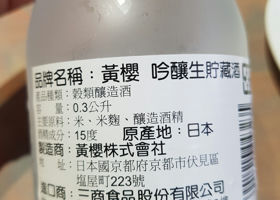 品牌名稱：黃櫻 吟釀生貯藏酒
產品種類：穀類釀造酒
容量：0.3公升
主要原料：米、米麴、釀造酒精
酒精成分：15度 原產地：日本
製造商：黃櫻株式會社
地址：日本國京都府京都市伏見區
塩屋町223號
進口商：三商食品股份有限公司